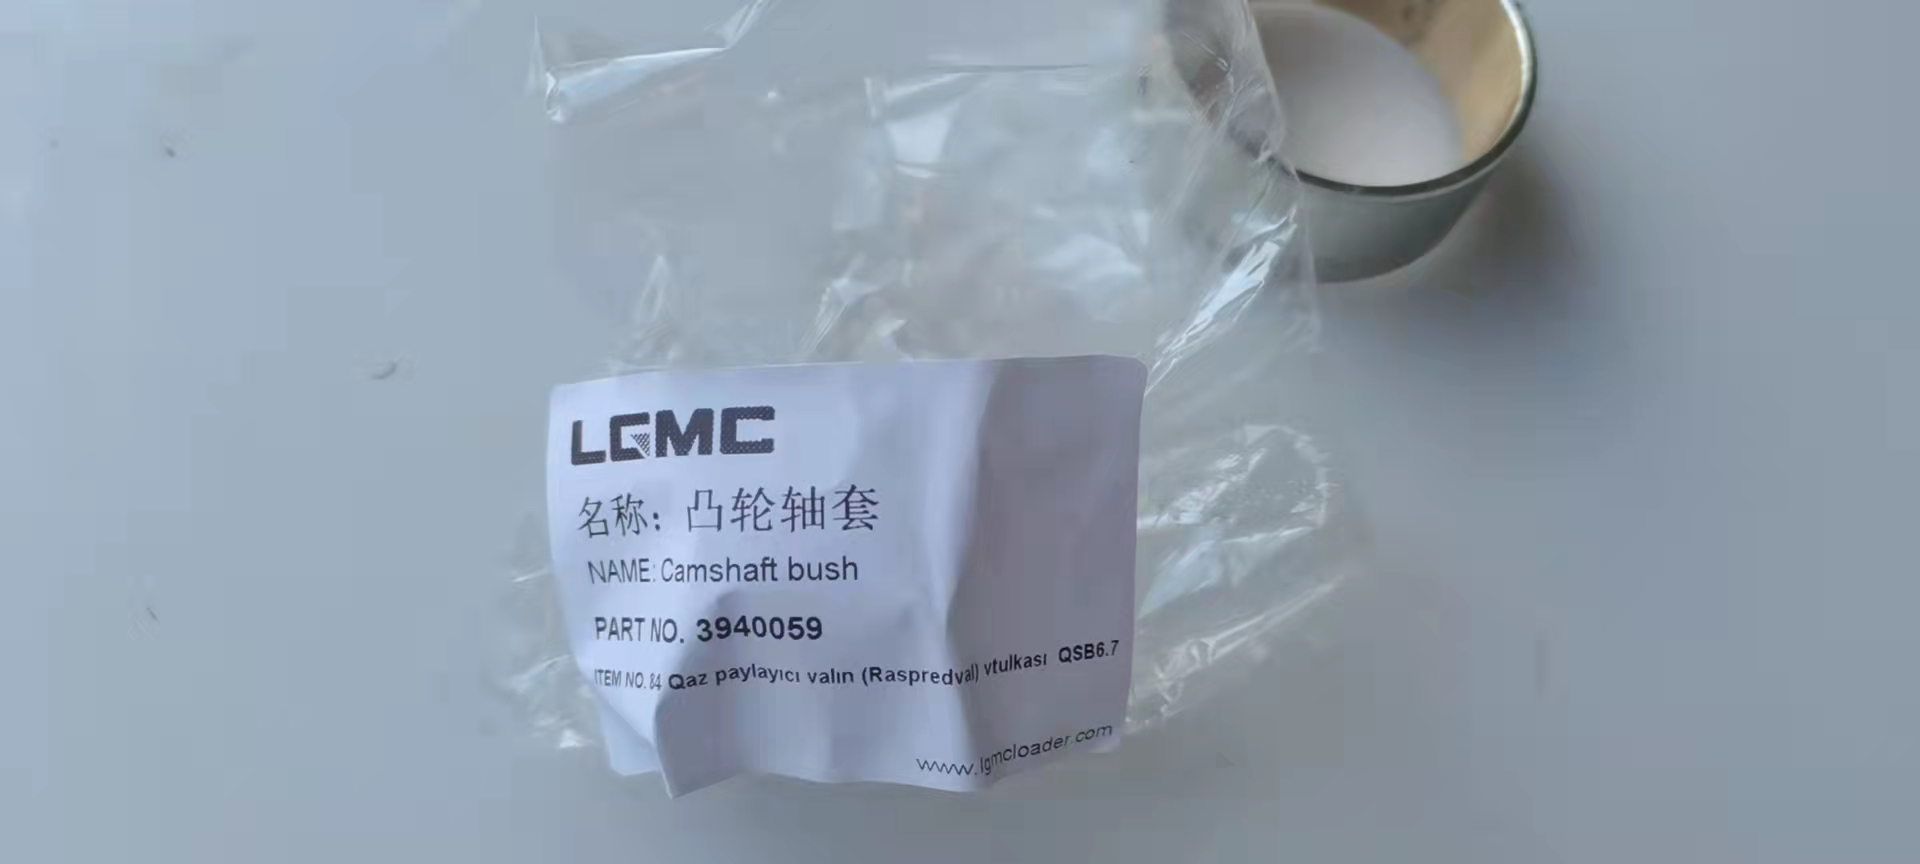 LGMC
名称：凸轮轴套
NAME: Camshaft bush
PART NO. 3940059
ITEM NO. 84 Qaz paylayıcı valın (Raspredval) vtulkası QSB6.7
www.lgmcloader.com